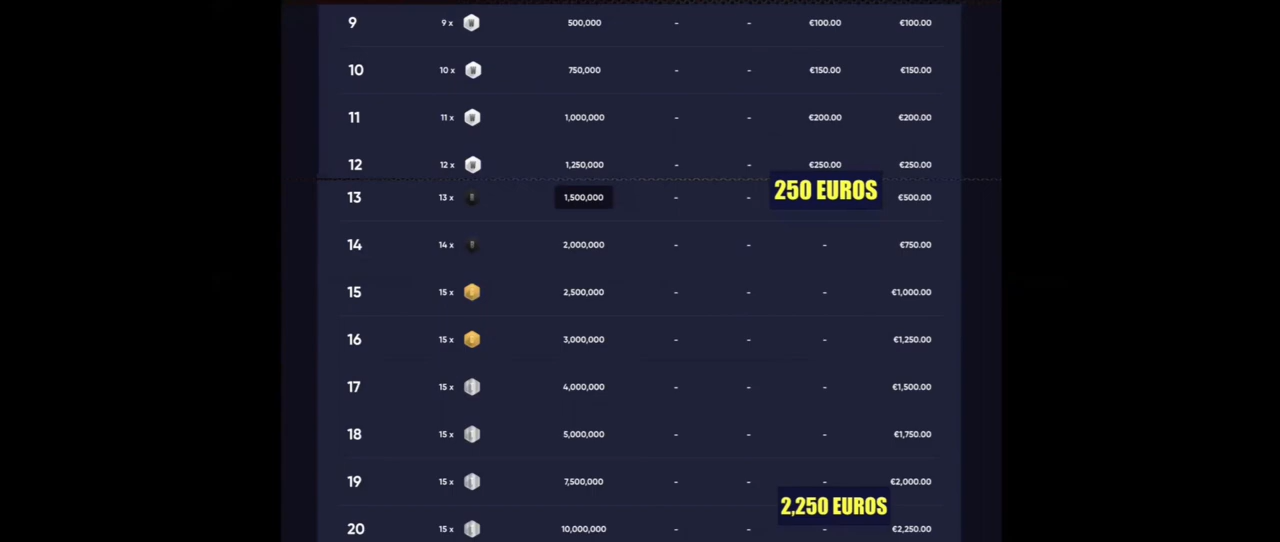 9 9 x 500,000 - - €100.00 €100.00
10 10 x 750,000 - - €150.00 €150.00
11 11 x 1,000,000 - - €200.00 €200.00
12 12 x 1,250,000 - - €250.00 €250.00
250 EUROS
13 13 x 1,500,000 - - €500.00
14 14 x 2,000,000 - - - €750.00
15 15 x 2,500,000 - - - €1,000.00
16 15 x 3,000,000 - - - €1,250.00
17 15 x 4,000,000 - - - €1,500.00
18 15 x 5,000,000 - - - €1,750.00
19 15 x 7,500,000 - - - €2,000.00
2,250 EUROS
20 15 x 10,000,000 - - - €2,250.00